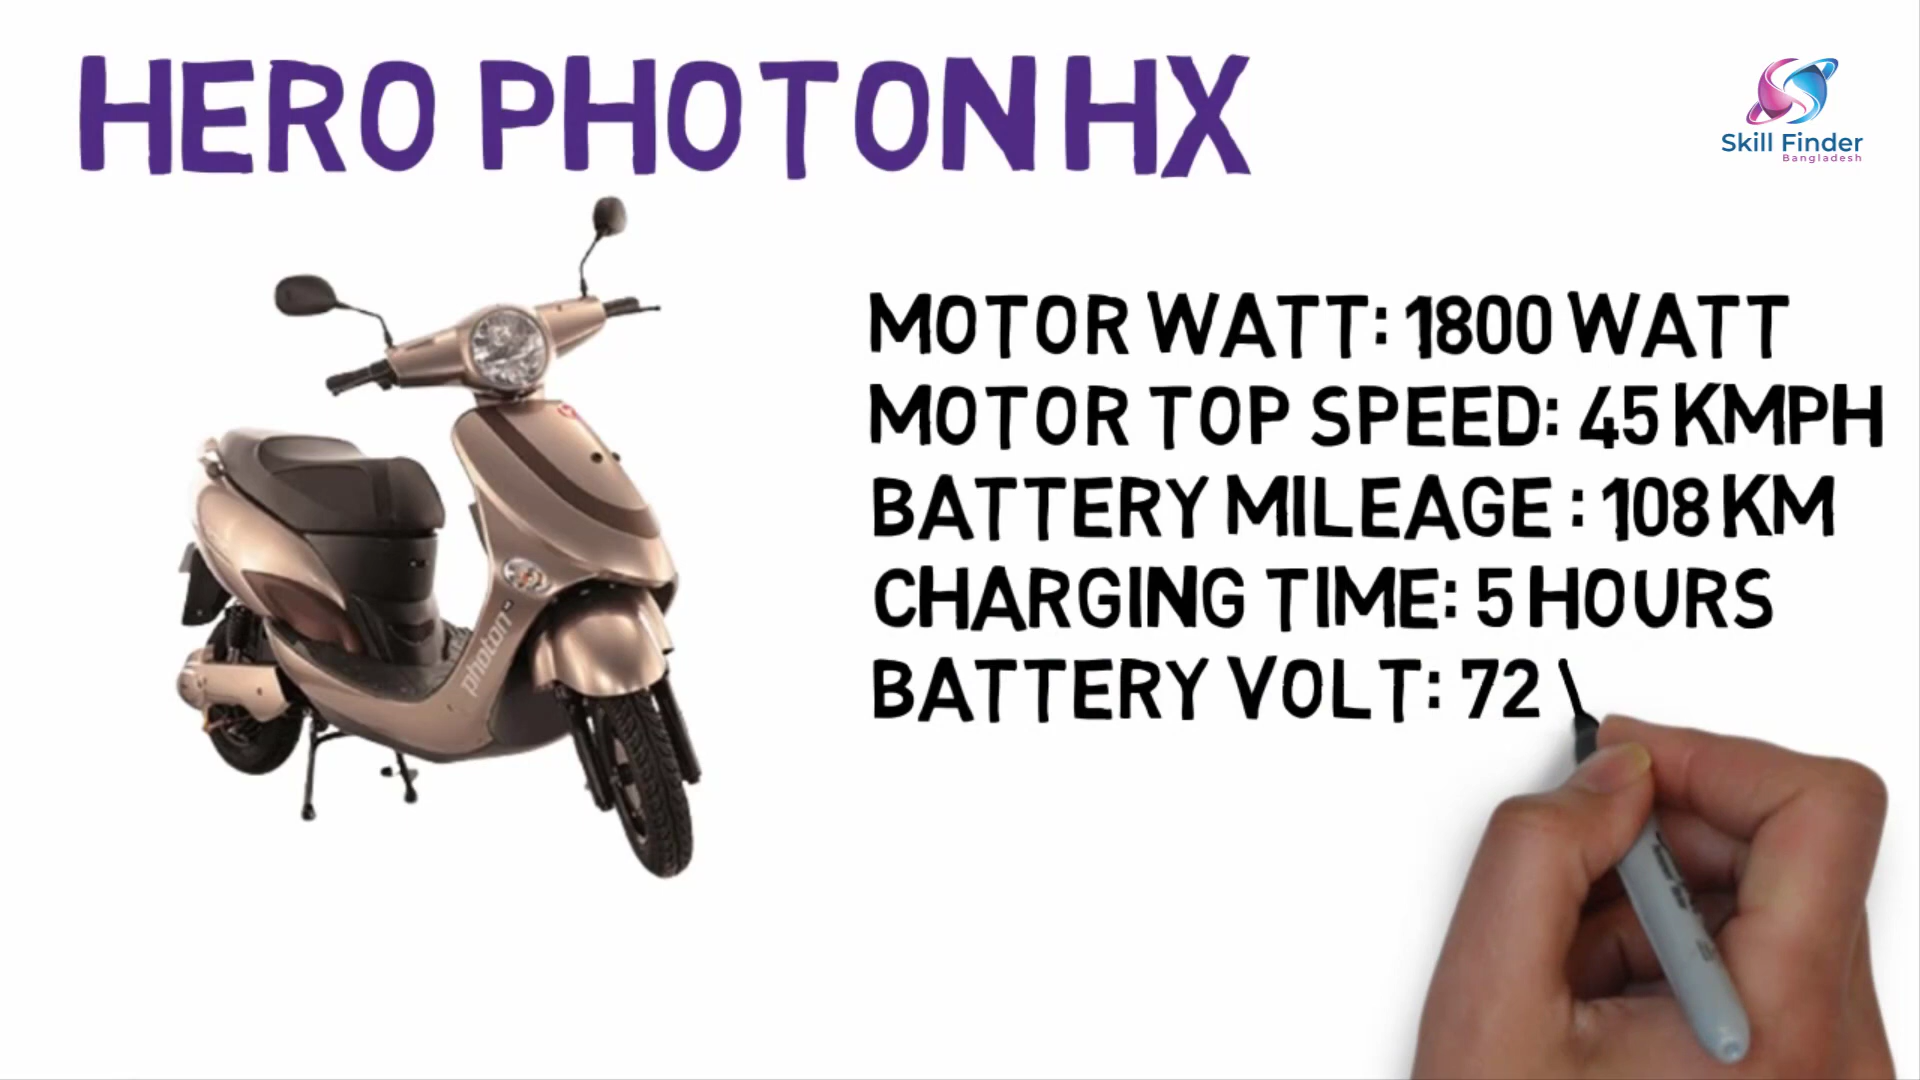 HERO PHOTON HX
Skill Finder
Bangladesh
MOTOR WATT: 1800 WATT
MOTOR TOP SPEED: 45 KMPH
BATTERY MILEAGE : 108 KM
CHARGING TIME: 5 HOURS
BATTERY VOLT: 72
photon